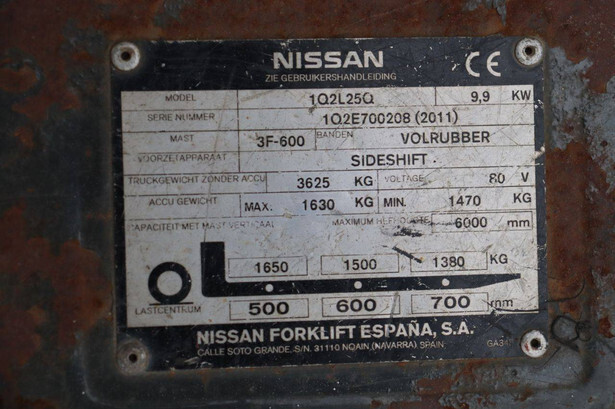 NISSAN CE
ZIE GEBRUIKERSHANDLEIDING
MODEL 1Q2L25Q 9,9 KW
SERIE NUMMER 1Q2E700208 (2011)
MAST 3F-600 BANDEN VOLRUBBER
VOORZETAPPARAAT SIDESHIFT
TRUCKGEWICHT ZONDER ACCU 3625 KG VOLTAGE 80 V
ACCU GEWICHT MAX. 1630 KG MIN. 1470 KG
CAPACITEIT MET MAST VERTICAAL MAXIMUM HEFHOOGTE 6000 mm
1650 1500 1380 KG
LASTCENTRUM 500 600 700 mm
NISSAN FORKLIFT ESPAÑA, S.A.
CALLE SOTO GRANDE, S/N. 31110 NOAIN, (NAVARRA) SPAIN